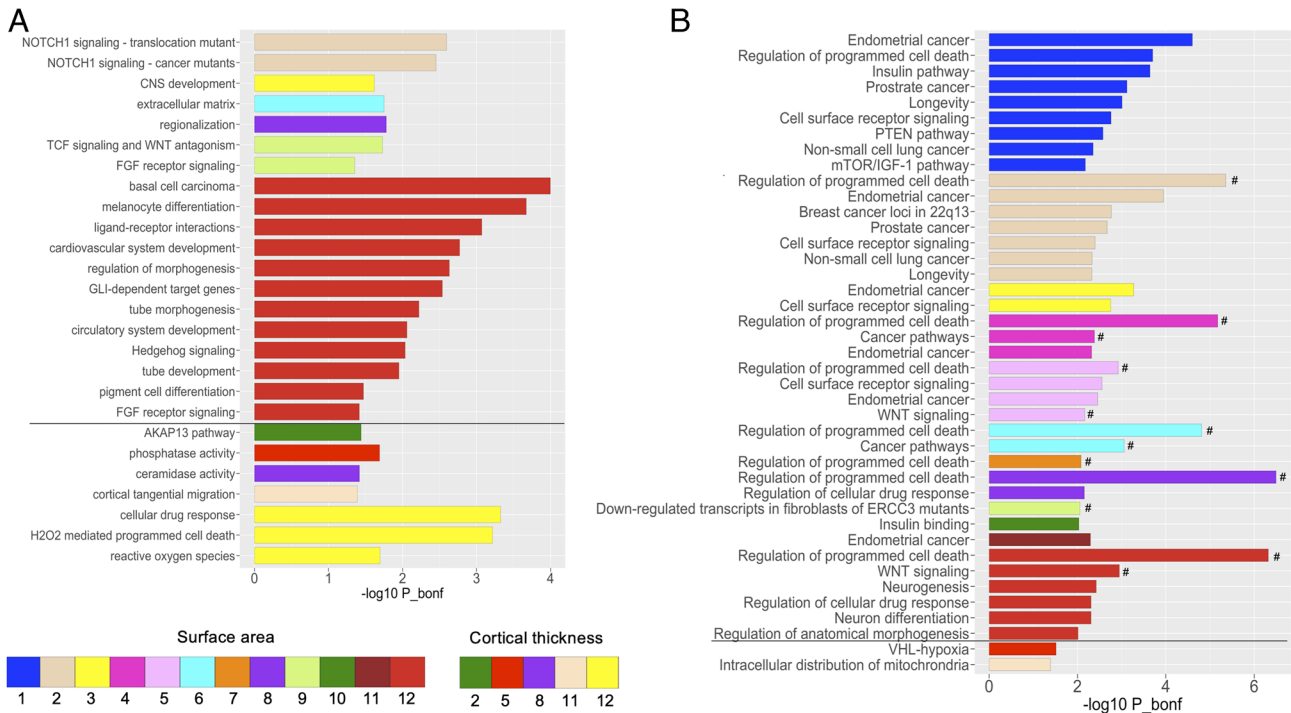 A
NOTCH1 signaling - translocation mutant
NOTCH1 signaling - cancer mutants
CNS development
extracellular matrix
regionalization
TCF signaling and WNT antagonism
FGF receptor signaling
basal cell carcinoma
melanocyte differentiation
ligand-receptor interactions
cardiovascular system development
regulation of morphogenesis
GLI-dependent target genes
tube morphogenesis
circulatory system development
Hedgehog signaling
tube development
pigment cell differentiation
FGF receptor signaling
AKAP13 pathway
phosphatase activity
ceramidase activity
cortical tangential migration
cellular drug response
H2O2 mediated programmed cell death
reactive oxygen species
0 1 2 3 4
-log10 P_bonf
Surface area
1 2 3 4 5 6 7 8 9 10 11 12
Cortical thickness
2 5 8 11 12
B
Endometrial cancer
Regulation of programmed cell death
Insulin pathway
Prostrate cancer
Longevity
Cell surface receptor signaling
PTEN pathway
Non-small cell lung cancer
mTOR/IGF-1 pathway
Regulation of programmed cell death #
Endometrial cancer
Breast cancer loci in 22q13
Prostate cancer
Cell surface receptor signaling
Non-small cell lung cancer
Longevity
Endometrial cancer
Cell surface receptor signaling
Regulation of programmed cell death #
Cancer pathways #
Endometrial cancer
Regulation of programmed cell death #
Cell surface receptor signaling
Endometrial cancer
WNT signaling #
Regulation of programmed cell death #
Cancer pathways #
Regulation of programmed cell death #
Regulation of programmed cell death #
Regulation of cellular drug response
Down-regulated transcripts in fibroblasts of ERCC3 mutants #
Insulin binding
Endometrial cancer
Regulation of programmed cell death #
WNT signaling #
Neurogenesis
Regulation of cellular drug response
Neuron differentiation
Regulation of anatomical morphogenesis
VHL-hypoxia
Intracellular distribution of mitochrondria
0 2 4 6
-log10 P_bonf